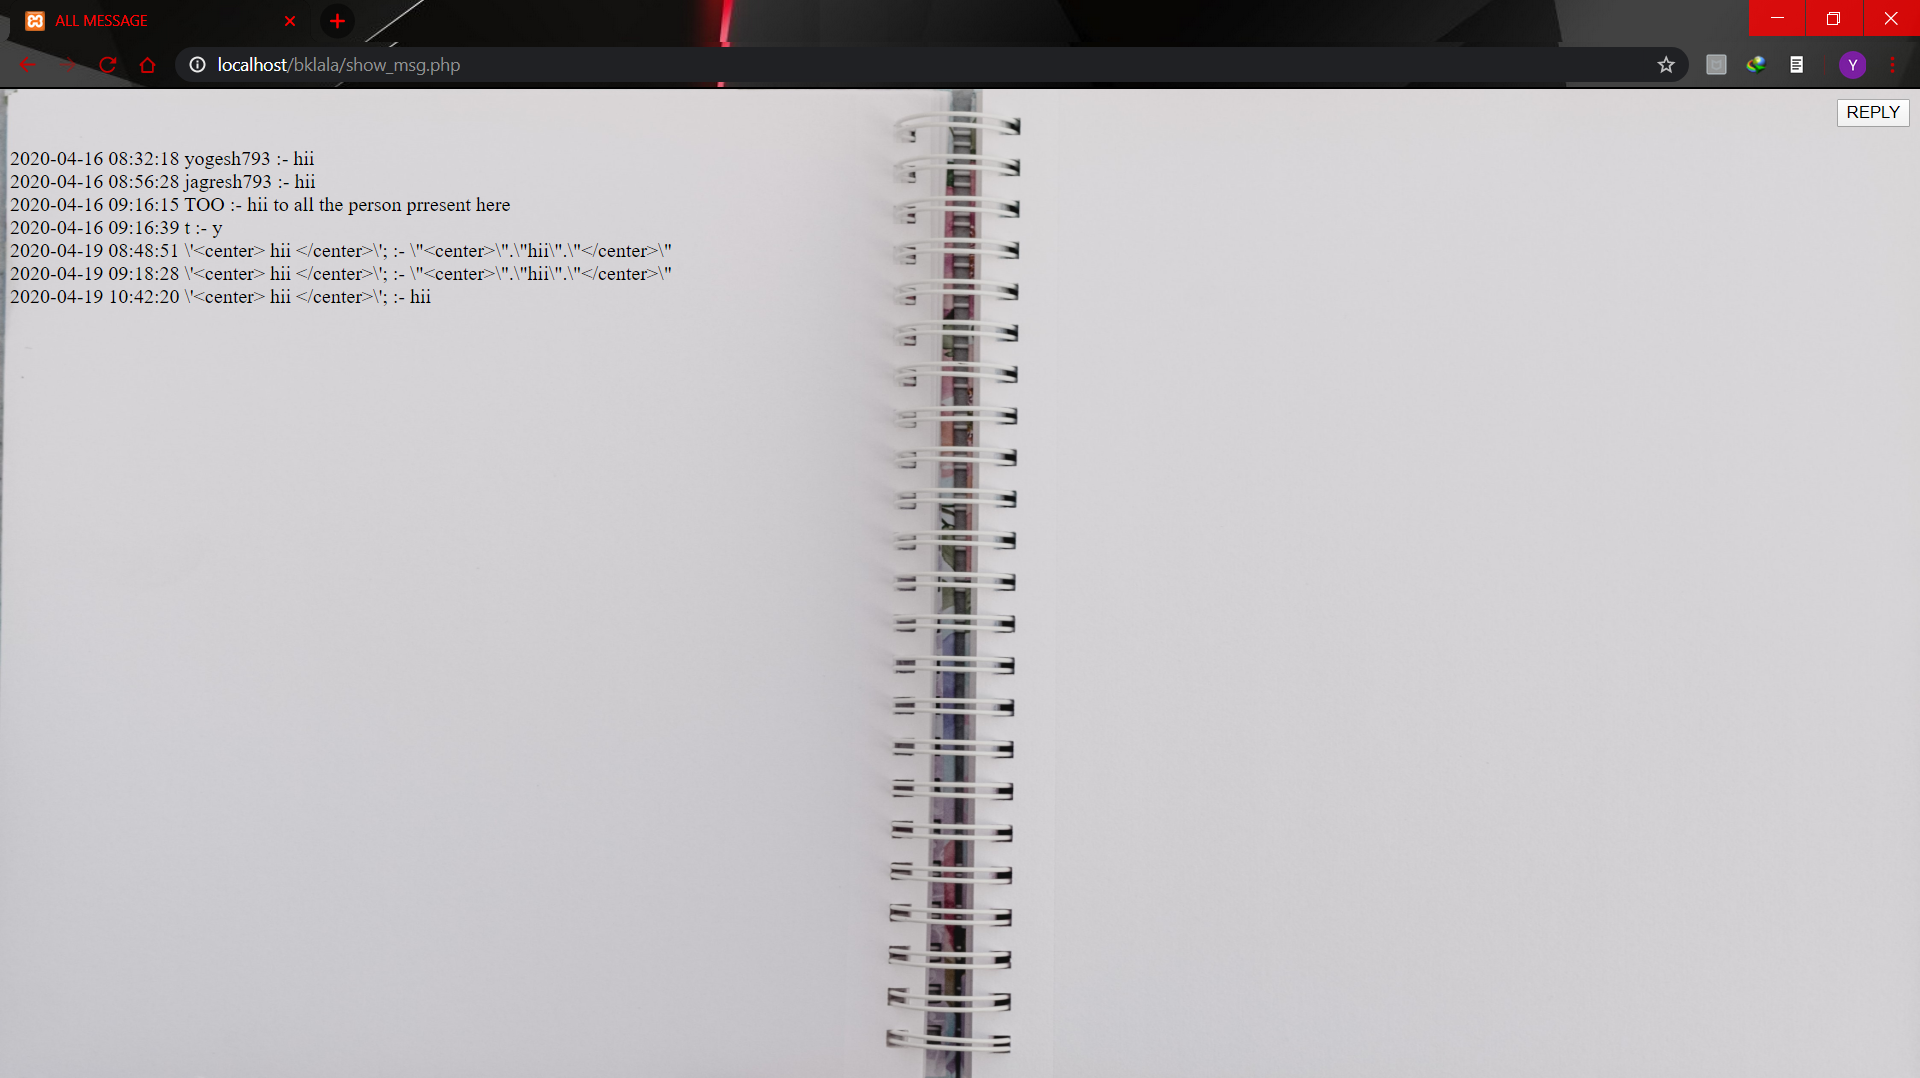 ALL MESSAGE
localhost/bklala/show_msg.php
Y
REPLY
2020-04-16 08:32:18 yogesh793 :- hii
2020-04-16 08:56:28 jagresh793 :- hii
2020-04-16 09:16:15 TOO :- hii to all the person prresent here
2020-04-16 09:16:39 t :- y
2020-04-19 08:48:51 \'<center> hii </center>\'; :- \"<center>\".\"hii\".\"</center>\"
2020-04-19 09:18:28 \'<center> hii </center>\'; :- \"<center>\".\"hii\".\"</center>\"
2020-04-19 10:42:20 \'<center> hii </center>\'; :- hii